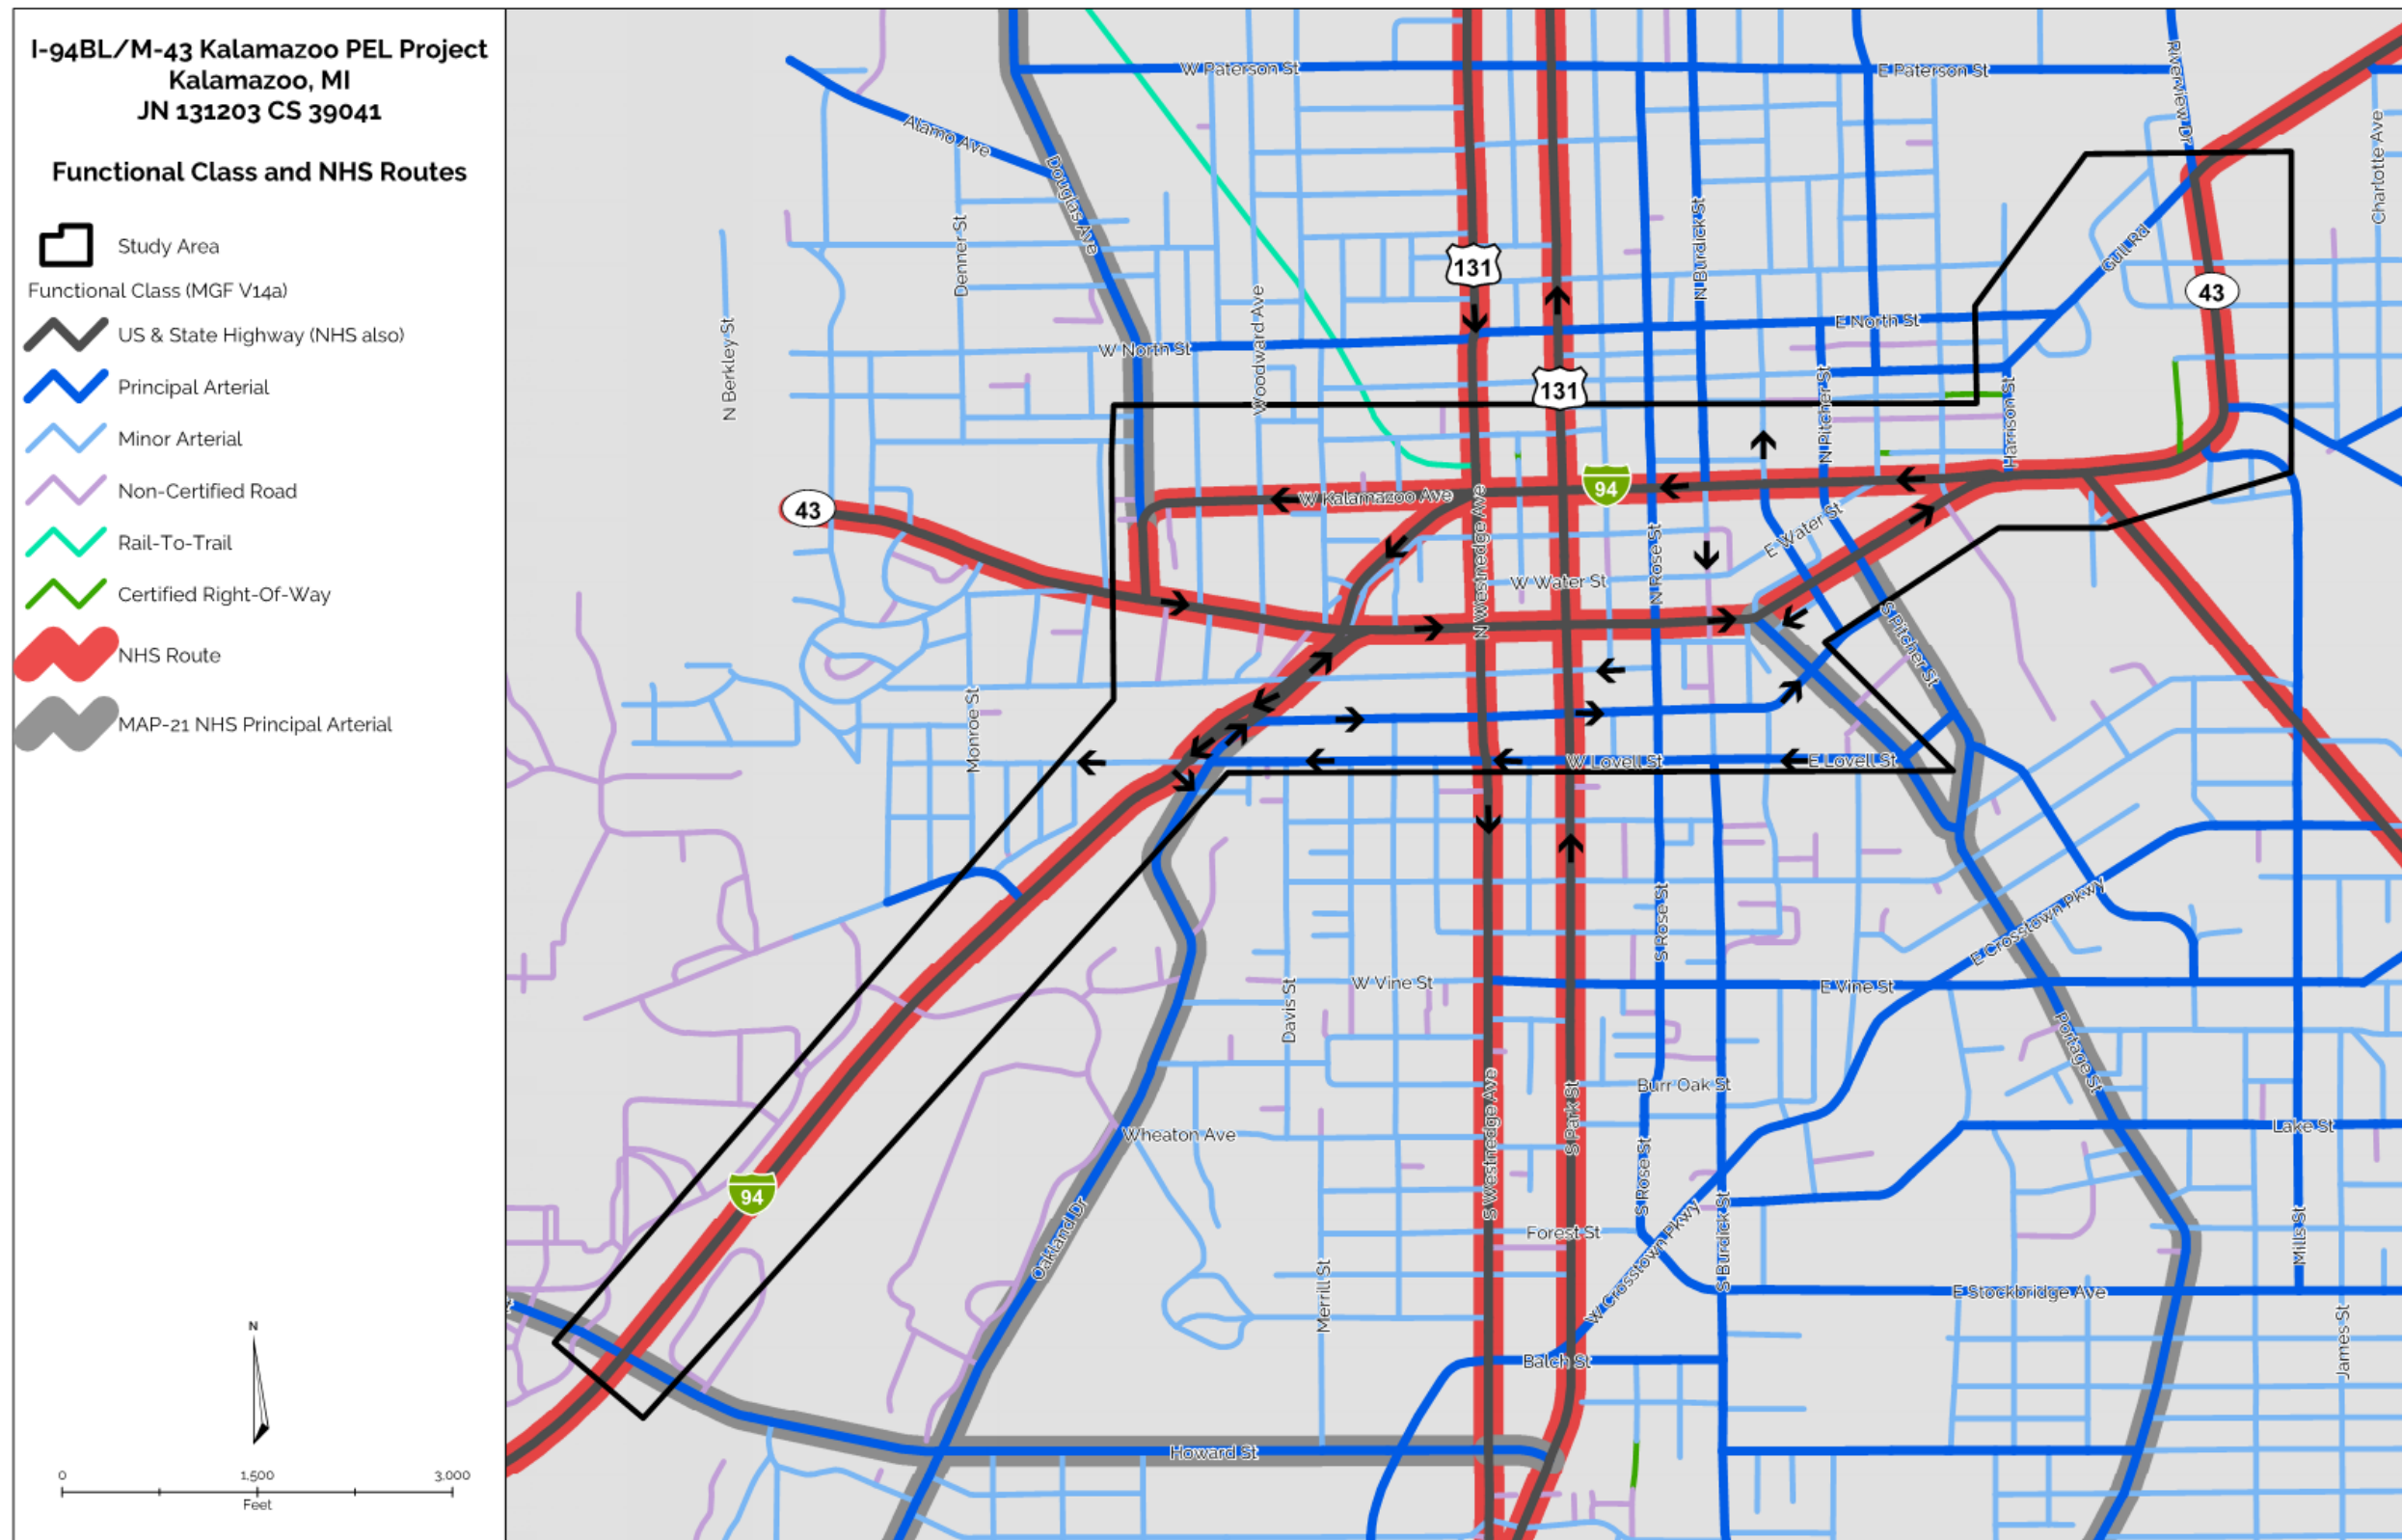 I-94BL/M-43 Kalamazoo PEL Project
Kalamazoo, MI
JN 131203 CS 39041
Functional Class and NHS Routes
Study Area
Functional Class (MGF V14a)
US & State Highway (NHS also)
Principal Arterial
Minor Arterial
Non-Certified Road
Rail-To-Trail
Certified Right-Of-Way
NHS Route
MAP-21 NHS Principal Arterial
N
0
1,500
3,000
Feet
W Paterson St
E Paterson St
Riverview Dr
Charlotte Ave
Alamo Ave
Douglas Ave
Denner St
N Berkley St
Woodward Ave
N Burdick St
Gull Rd
131
43
W North St
E North St
131
N Pitcher St
Harrison St
43
W Kalamazoo Ave
94
N Westnedge Ave
N Rose St
E Water St
W Water St
S Pitcher St
Monroe St
W Lovell St
E Lovell St
S Rose St
E Crosstown Pkwy
W Vine St
E Vine St
Davis St
Portage St
Burr Oak St
S Westnedge Ave
S Park St
Wheaton Ave
Lake St
94
S Rose St
Oakland Dr
Forest St
W Crosstown Pkwy
S Burdick St
Mills St
Merrill St
E Stockbridge Ave
James St
Balch St
Howard St